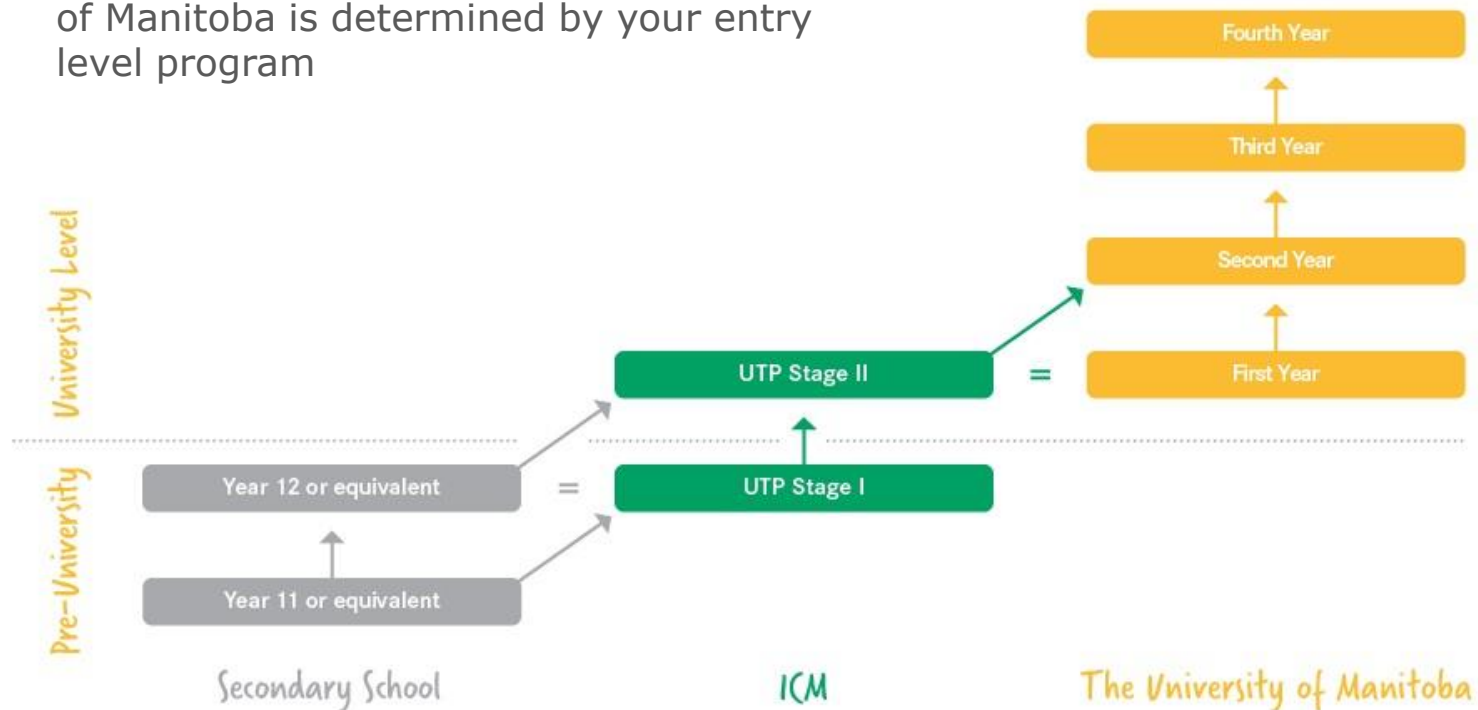 of Manitoba is determined by your entry
level program
Fourth Year
Third Year
University Level
Second Year
UTP Stage II
=
First Year
Pre-University
Year 12 or equivalent
=
UTP Stage I
Year 11 or equivalent
Secondary School
ICM
The University of Manitoba